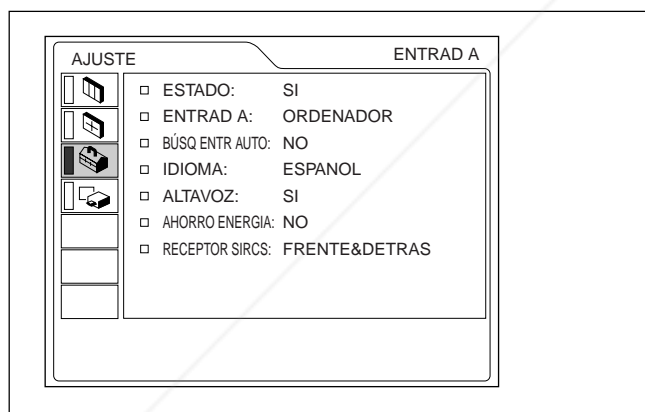 AJUSTE ENTRAD A
ESTADO: SI
ENTRAD A: ORDENADOR
BÚSQ ENTR AUTO: NO
IDIOMA: ESPANOL
ALTAVOZ: SI
AHORRO ENERGIA: NO
RECEPTOR SIRCS: FRENTE&DETRAS